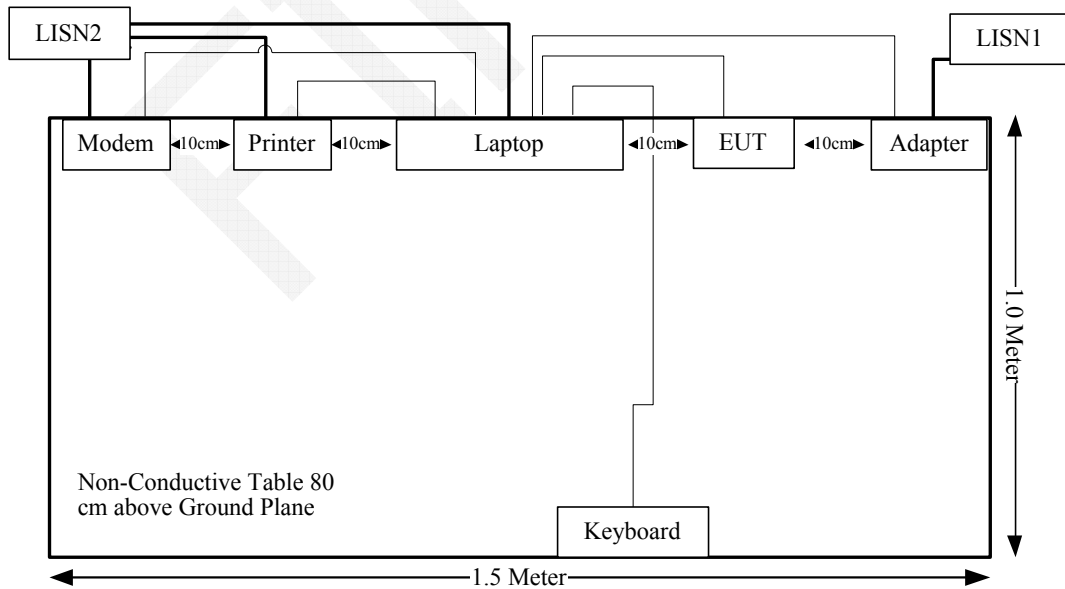 LISN2
LISN1
Modem
10cm
Printer
10cm
Laptop
10cm
EUT
10cm
Adapter
1.0 Meter
Non-Conductive Table 80
cm above Ground Plane
Keyboard
1.5 Meter